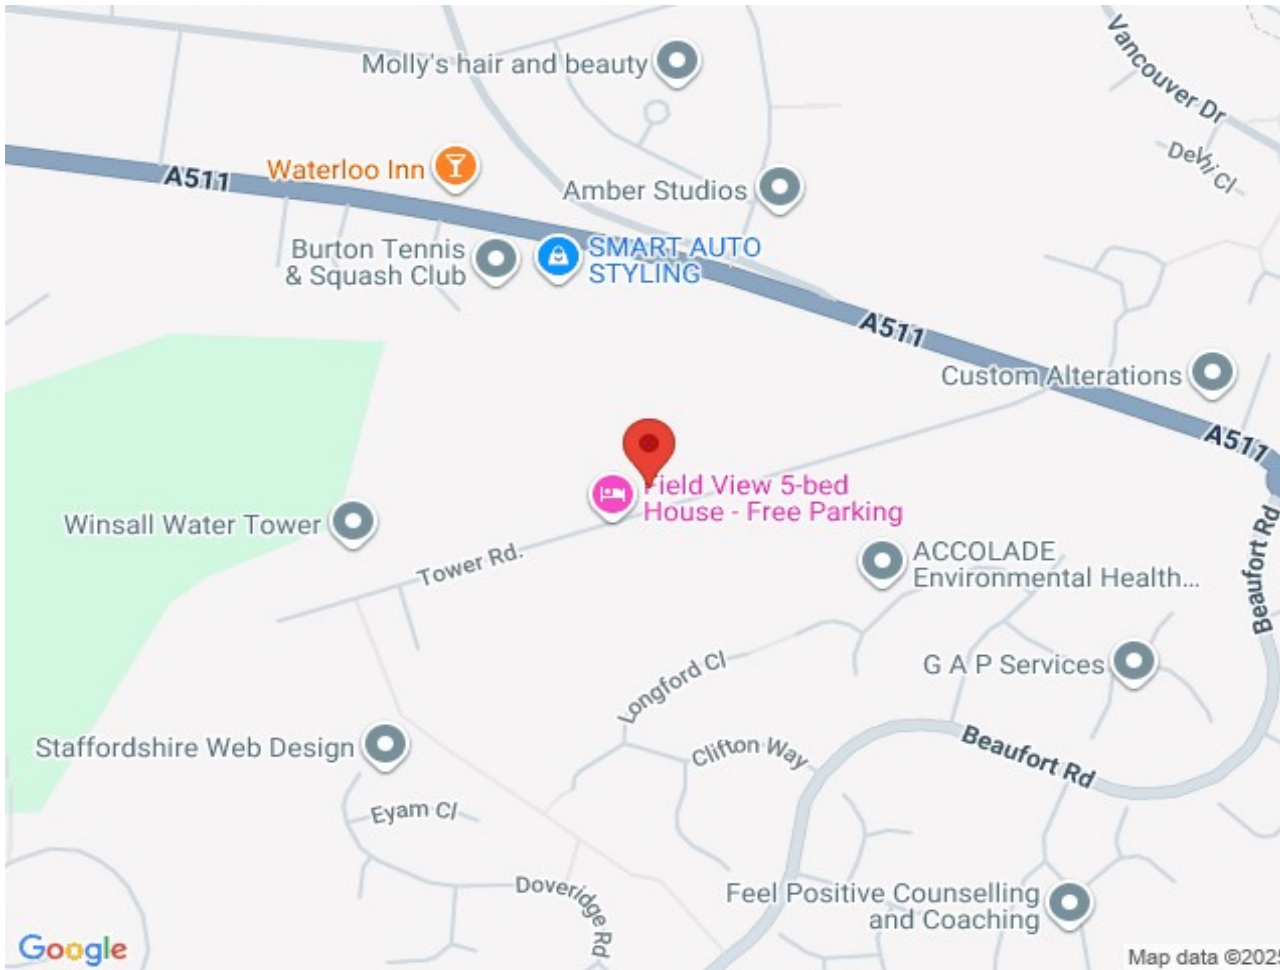 Molly's hair and beauty
Vancouver Dr
Delhi Cl
A511
Waterloo Inn
Amber Studios
Burton Tennis
& Squash Club
SMART AUTO
STYLING
A511
Custom Alterations
A511
Field View 5-bed
House - Free Parking
Winsall Water Tower
Tower Rd.
ACCOLADE
Environmental Health...
Beaufort Rd
Longford Cl
G A P Services
Staffordshire Web Design
Clifton Way
Beaufort Rd
Eyam Cl
Doveridge Rd
Feel Positive Counselling
and Coaching
Google
Map data ©2025